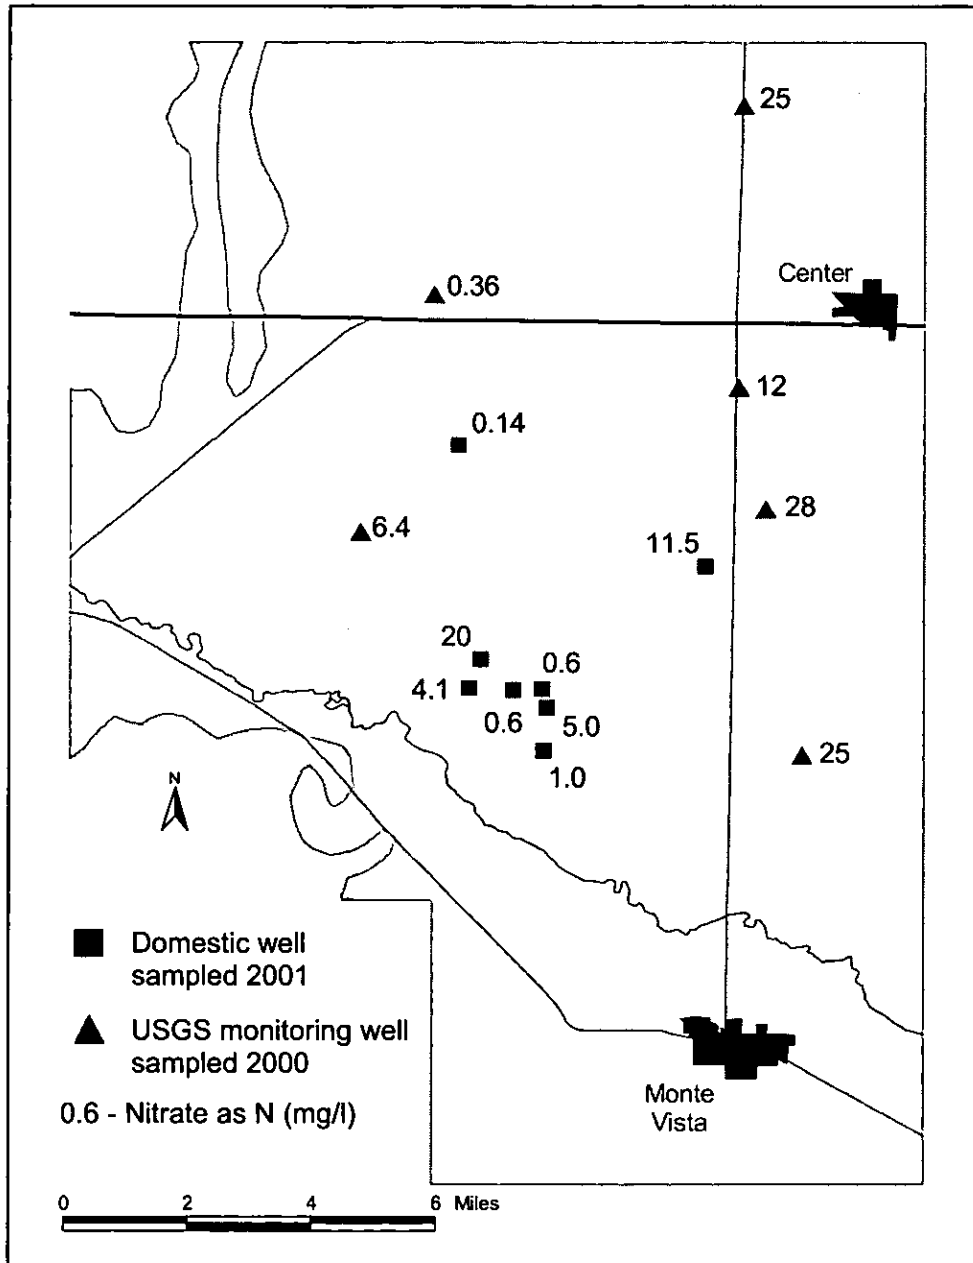 25
Center
0.36
12
0.14
28
6.4
11.5
20
0.6
4.1
0.6
5.0
25
1.0
N
Domestic well
sampled 2001
USGS monitoring well
sampled 2000
0.6 - Nitrate as N (mg/l)
Monte
Vista
0 2 4 6 Miles